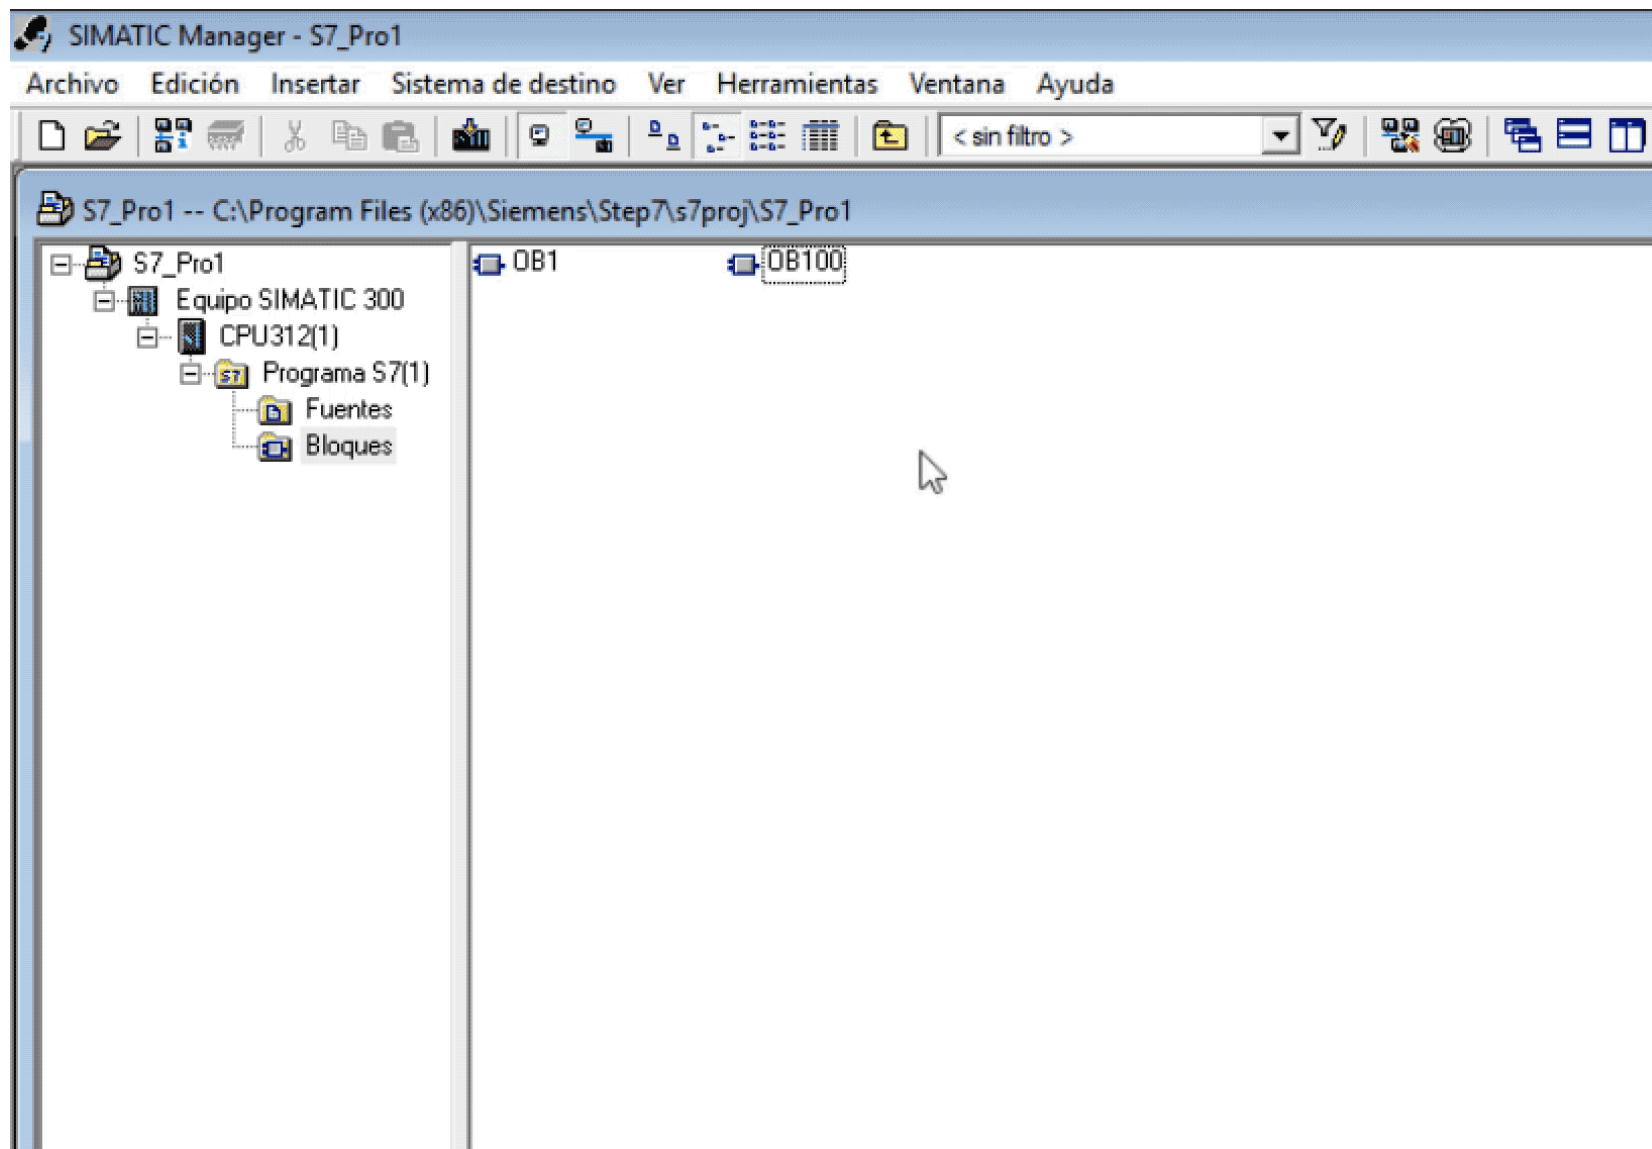 SIMATIC Manager - S7_Pro1
Archivo Edición Insertar Sistema de destino Ver Herramientas Ventana Ayuda
< sin filtro >
S7_Pro1 -- C:\Program Files (x86)\Siemens\Step7\s7proj\S7_Pro1
S7_Pro1
Equipo SIMATIC 300
CPU312(1)
Programa S7(1)
Fuentes
Bloques
OB1 OB100